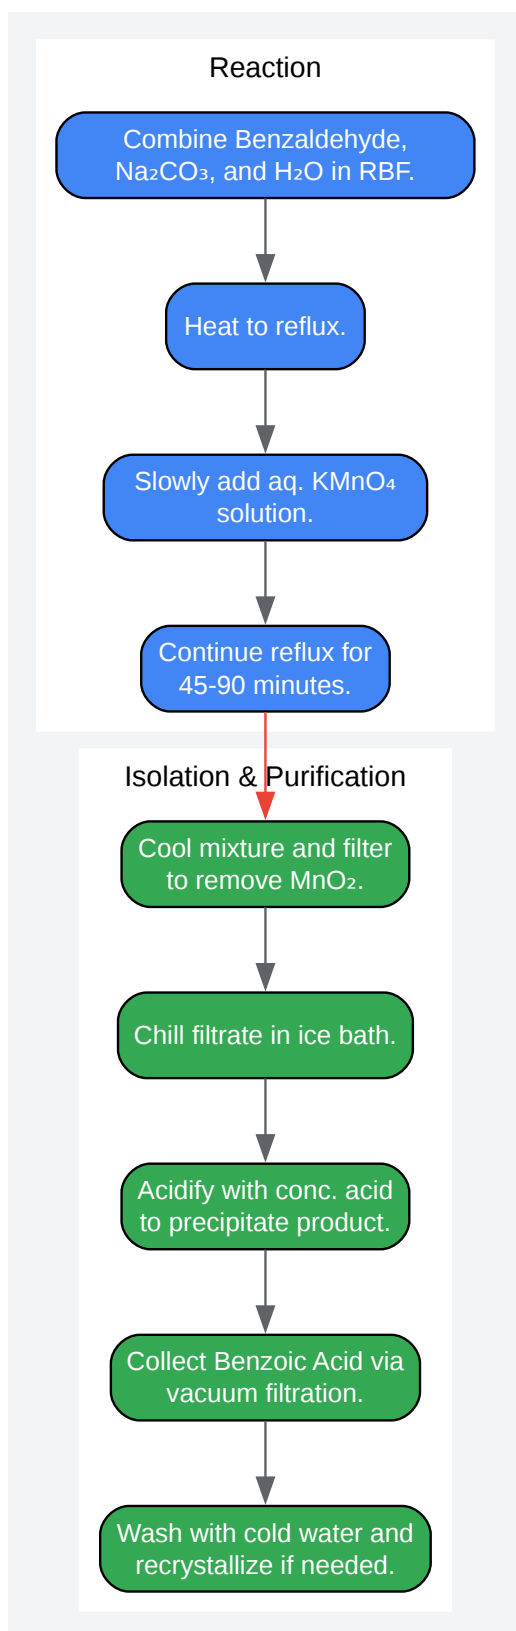 Reaction
Combine Benzaldehyde,
Na₂CO₃, and H₂O in RBF.
Heat to reflux.
Slowly add aq. KMnO₄
solution.
Continue reflux for
45-90 minutes.
Isolation & Purification
Cool mixture and filter
to remove MnO₂.
Chill filtrate in ice bath.
Acidify with conc. acid
to precipitate product.
Collect Benzoic Acid via
vacuum filtration.
Wash with cold water and
recrystallize if needed.